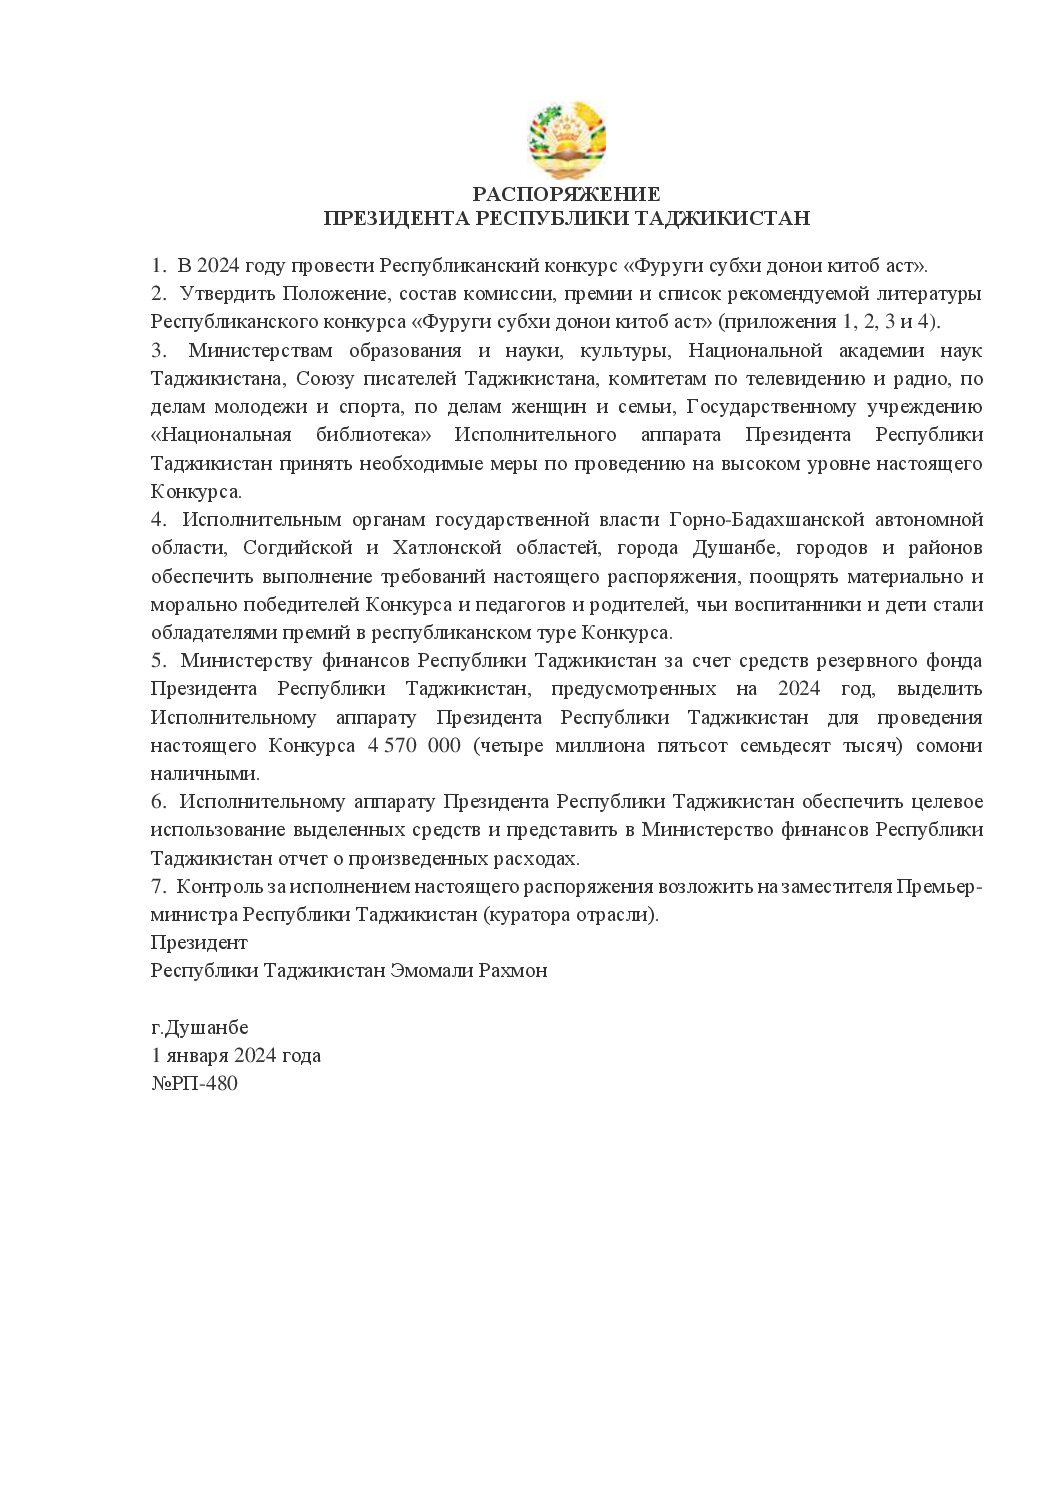 РАСПОРЯЖЕНИЕ
ПРЕЗИДЕНТА РЕСПУБЛИКИ ТАДЖИКИСТАН
1. В 2024 году провести Республиканский конкурс «Фуруги субхи донои китоб аст».
2. Утвердить Положение, состав комиссии, премии и список рекомендуемой литературы
Республиканского конкурса «Фуруги субхи донои китоб аст» (приложения 1, 2, 3 и 4).
3. Министерствам образования и науки, культуры, Национальной академии наук
Таджикистана, Союзу писателей Таджикистана, комитетам по телевидению и радио, по
делам молодежи и спорта, по делам женщин и семьи, Государственному учреждению
«Национальная библиотека» Исполнительного аппарата Президента Республики
Таджикистан принять необходимые меры по проведению на высоком уровне настоящего
Конкурса.
4. Исполнительным органам государственной власти Горно-Бадахшанской автономной
области, Согдийской и Хатлонской областей, города Душанбе, городов и районов
обеспечить выполнение требований настоящего распоряжения, поощрять материально и
морально победителей Конкурса и педагогов и родителей, чьи воспитанники и дети стали
обладателями премий в республиканском туре Конкурса.
5. Министерству финансов Республики Таджикистан за счет средств резервного фонда
Президента Республики Таджикистан, предусмотренных на 2024 год, выделить
Исполнительному аппарату Президента Республики Таджикистан для проведения
настоящего Конкурса 4 570 000 (четыре миллиона пятьсот семьдесят тысяч) сомони
наличными.
6. Исполнительному аппарату Президента Республики Таджикистан обеспечить целевое
использование выделенных средств и представить в Министерство финансов Республики
Таджикистан отчет о произведенных расходах.
7. Контроль за исполнением настоящего распоряжения возложить на заместителя Премьер-
министра Республики Таджикистан (куратора отрасли).
Президент
Республики Таджикистан Эмомали Рахмон
г.Душанбе
1 января 2024 года
№РП-480